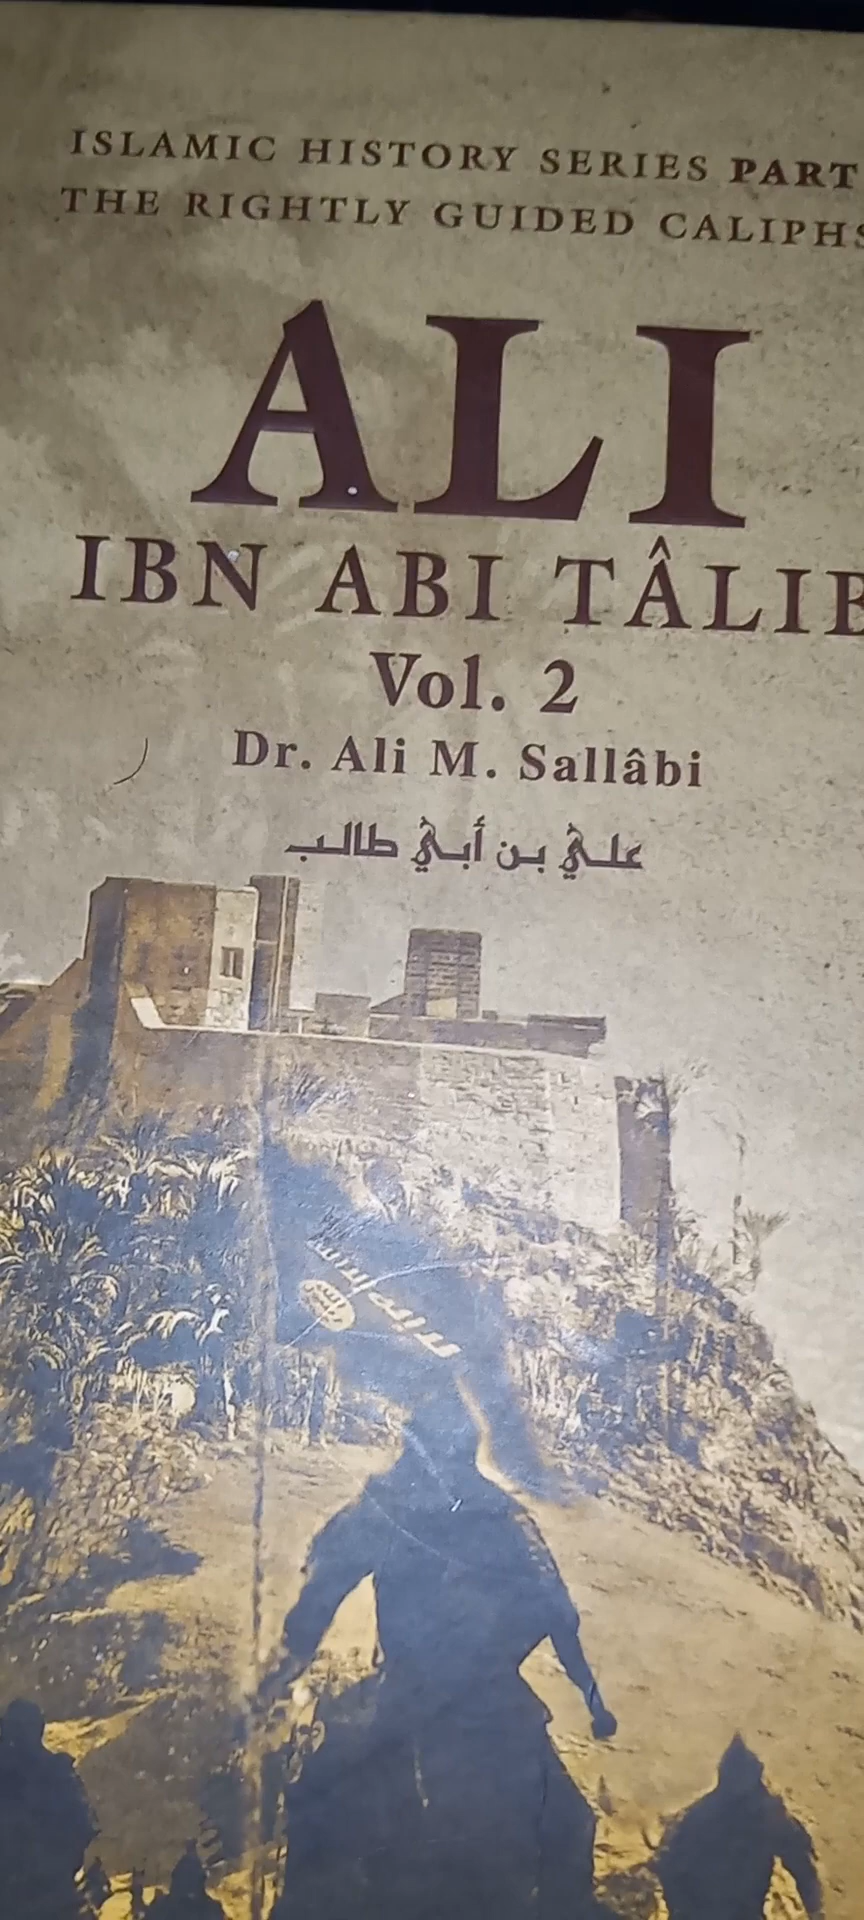 ISLAMIC HISTORY SERIES PART
THE RIGHTLY GUIDED CALIPHS
ALI
IBN ABI TÂLIB
Vol. 2
Dr. Ali M. Sallâbi
علي بن أبي طالب